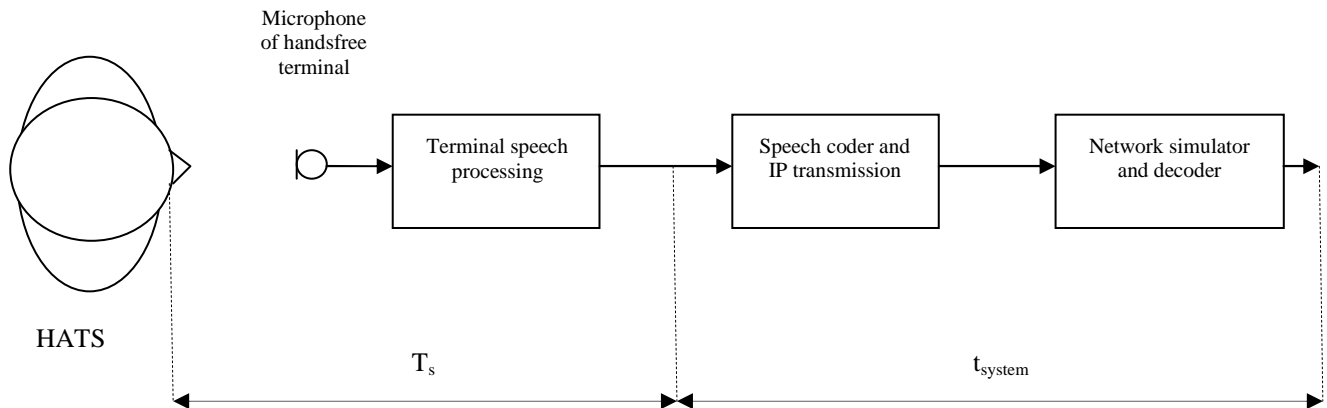 Microphone
of handsfree
terminal
Terminal speech
processing
Speech coder and
IP transmission
Network simulator
and decoder
HATS
Ts
tsystem